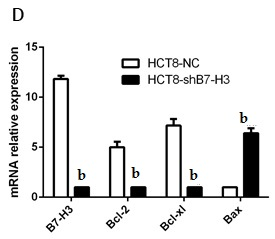 D
mRNA relative expression
15
10
5
0
HCT8-NC
HCT8-shB7-H3
b
b
b
b
B7-H3
Bcl-2
Bcl-xl
Bax